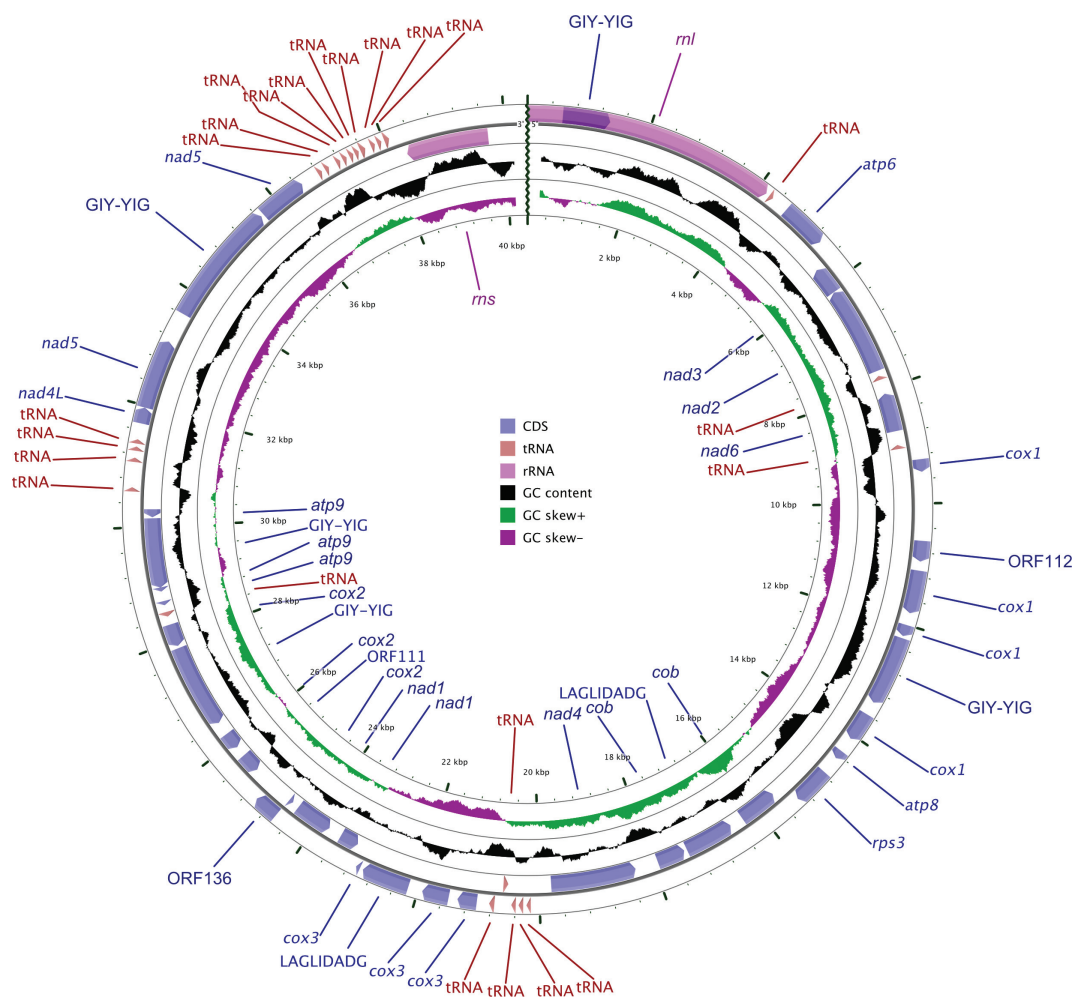 GIY-YIG
rnl
tRNA
tRNA
tRNA
tRNA
tRNA
tRNA
tRNA
tRNA
tRNA
tRNA
tRNA
nad5
atp6
GIY-YIG
3'
5'
40 kbp
2 kbp
38 kbp
4 kbp
rns
36 kbp
6 kbp
nad3
nad5
34 kbp
nad2
nad4L
8 kbp
tRNA
tRNA
tRNA
tRNA
tRNA
32 kbp
nad6
tRNA
cox1
CDS
tRNA
rRNA
GC content
GC skew+
GC skew-
10 kbp
atp9
30 kbp
GIY-YIG
atp9
atp9
tRNA
cox2
28 kbp
GIY-YIG
ORF112
12 kbp
cox1
cox1
cox2
ORF111
26 kbp
cox2
nad1
24 kbp
nad1
14 kbp
cob
LAGLIDADG
16 kbp
cob
nad4
18 kbp
tRNA
22 kbp
20 kbp
GIY-YIG
cox1
atp8
rps3
ORF136
cox3
LAGLIDADG
cox3
cox3
tRNA
tRNA
tRNA
tRNA